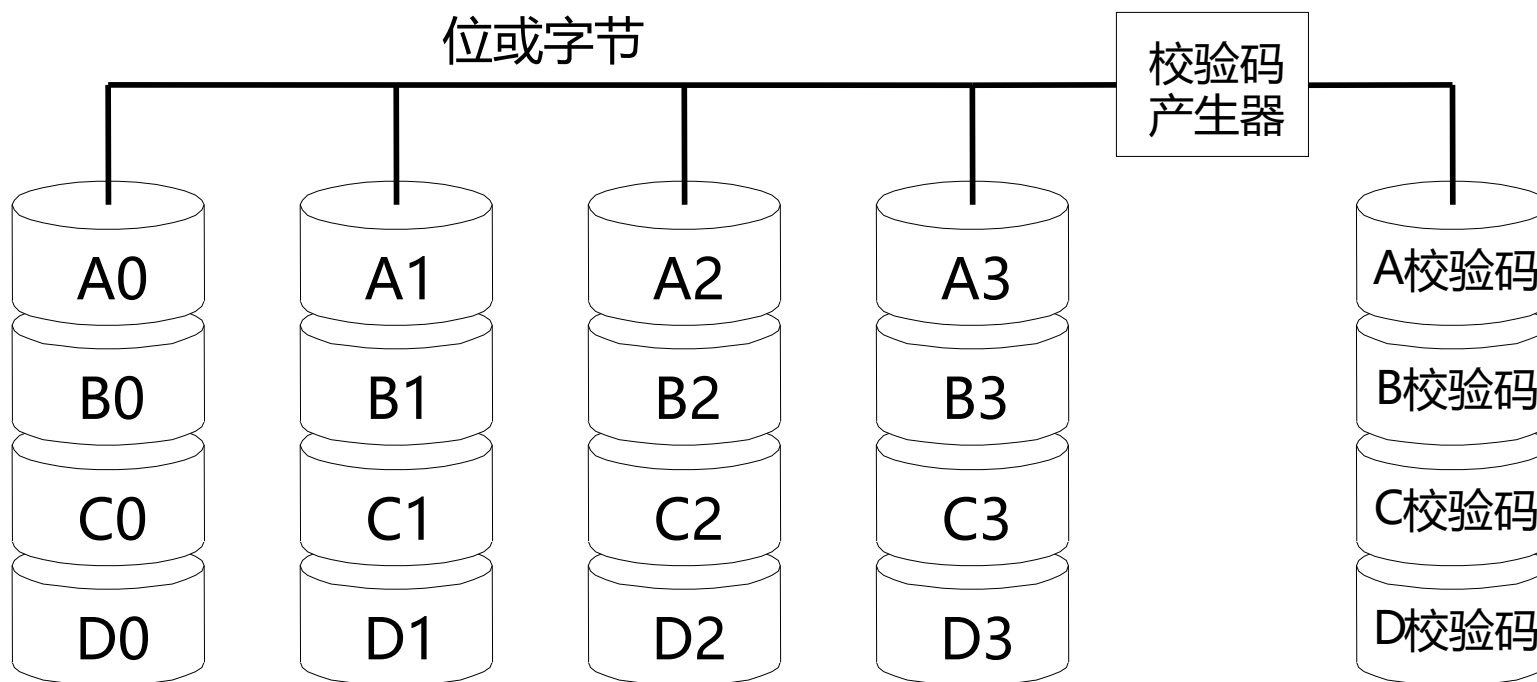 位或字节
校验码
产生器
A0 A1 A2 A3 A校验码
B0 B1 B2 B3 B校验码
C0 C1 C2 C3 C校验码
D0 D1 D2 D3 D校验码